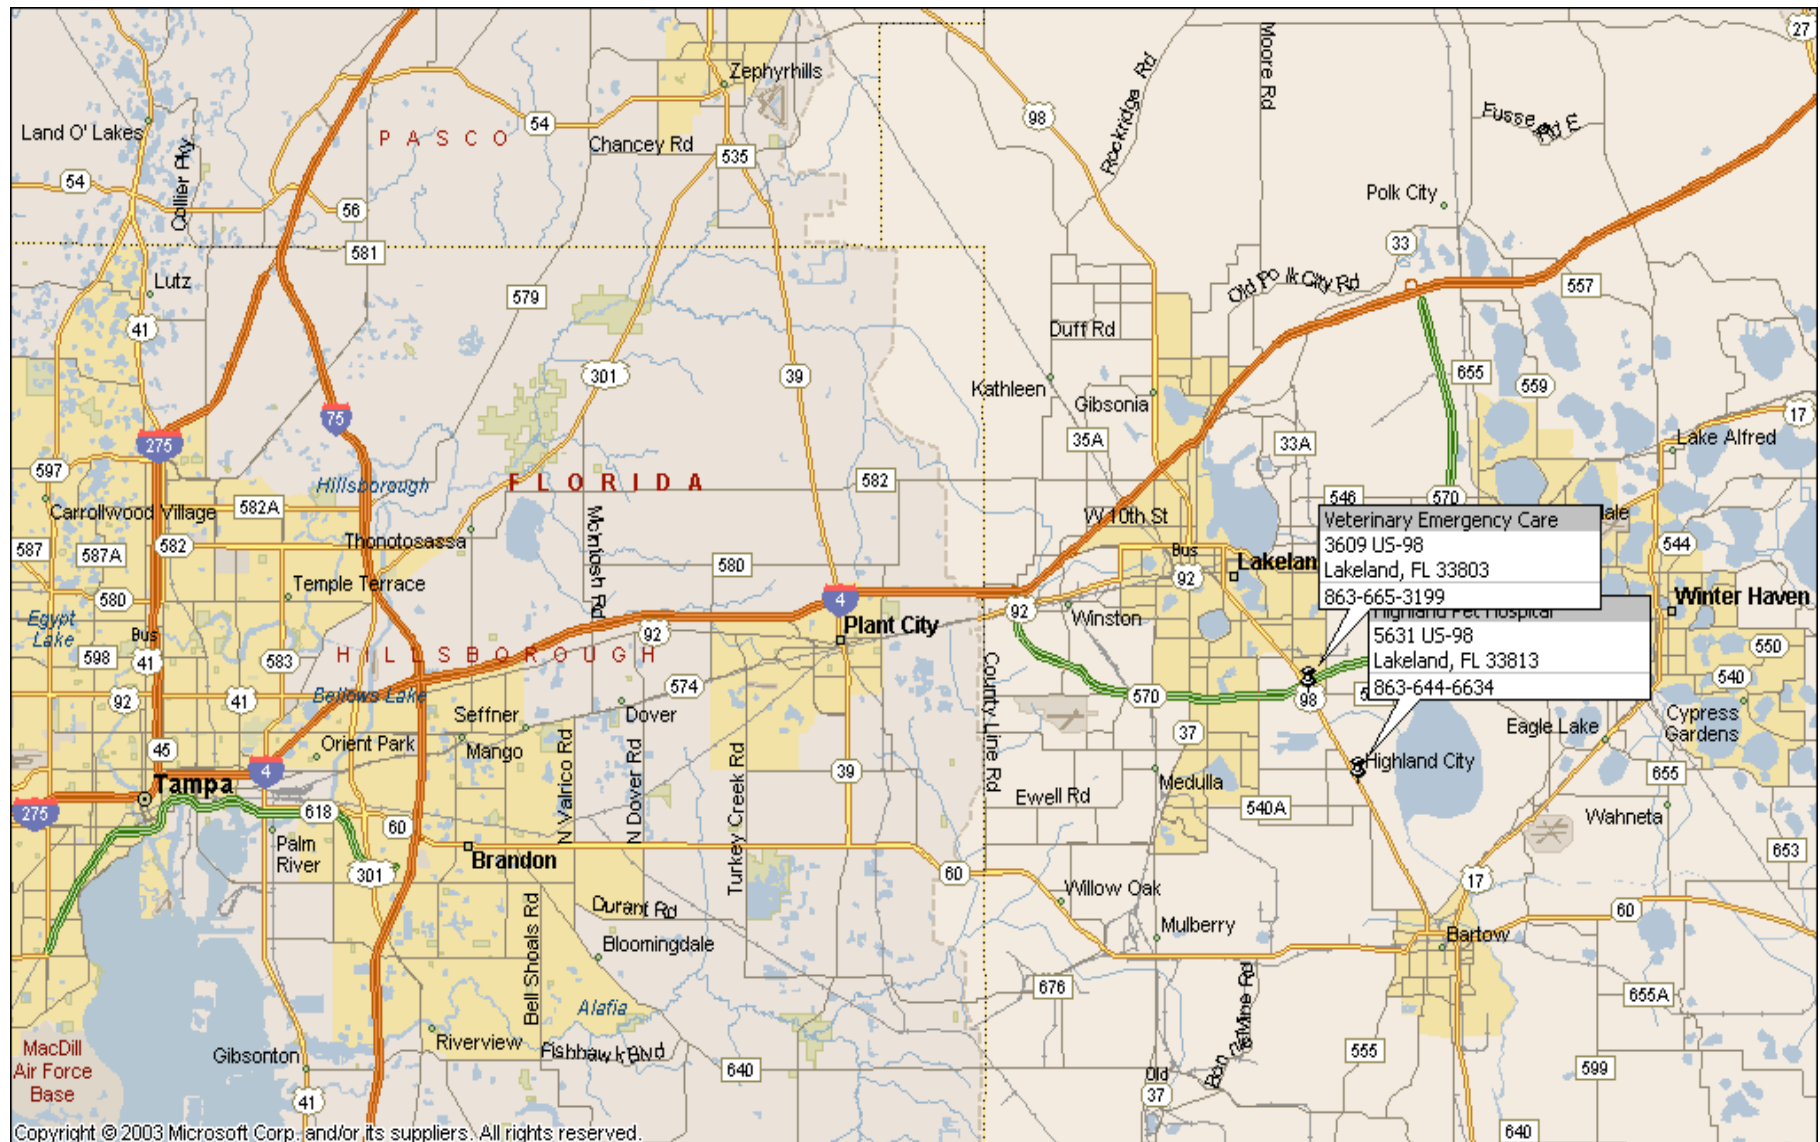 27
Zephyrhills
Moore Rd
Rockridge Rd
98
54
Land O' Lakes
PASCO
Chancey Rd
535
Collier Pky
Polk City
54
56
33
581
Lutz
579
Old Polk City Rd
557
41
Duff Rd
301
39
Kathleen
Gibsonia
655
559
75
17
275
35A
33A
Lake Alfred
597
Hillsborough
FLORIDA
582
546
570
Carrollwood Village
582A
McIntosh Rd
W 10th St
Veterinary Emergency Care
3609 US-98
Lakeland, FL 33803
863-665-3199
587
587A
582
Thonotosassa
Bus
92
544
580
Lakelan
Temple Terrace
580
4
92
Winston
Winter Haven
Highland Pet Hospital
5631 US-98
Lakeland, FL 33813
863-644-6634
Egypt
Lake
Bus
41
598
583
HILLSBOROUGH
92
Plant City
550
92
41
Bellows Lake
574
County Line Rd
570
98
540
Seffner
Dover
37
Eagle Lake
Cypress
Gardens
45
Orient Park
Mango
N Valrico Rd
N Dover Rd
Turkey Creek Rd
39
Highland City
Tampa
4
Medulla
655
275
618
Ewell Rd
540A
Wahneta
60
Palm
River
Brandon
653
301
60
Willow Oak
17
Durant Rd
60
Bell Shoals Rd
Bloomingdale
Mulberry
Bartow
676
655A
Alafia
Riverview
Fishhawk Blvd
MacDill
Air Force
Base
Gibsonton
640
555
599
Old
37
41
640
Copyright © 2003 Microsoft Corp. and/or its suppliers. All rights reserved.